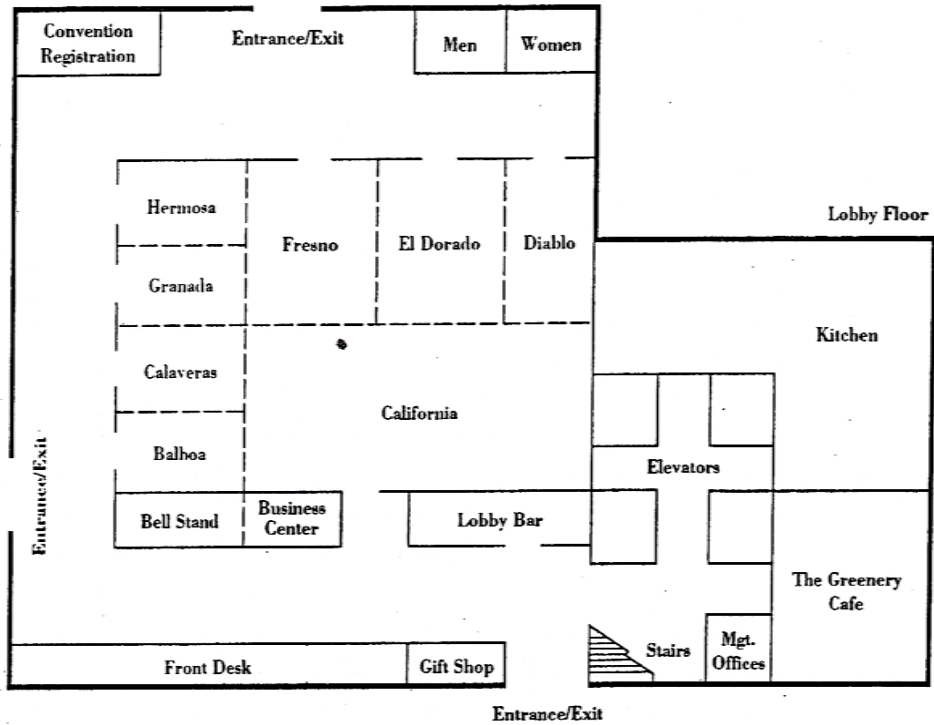 Convention
Registration
Entrance/Exit
Men
Women
Lobby Floor
Hermosa
Fresno
El Dorado
Diablo
Granada
Kitchen
Calaveras
California
Balboa
Elevators
Entrance/Exit
Bell Stand
Business
Center
Lobby Bar
The Greenery
Cafe
Front Desk
Gift Shop
Stairs
Mgt.
Offices
Entrance/Exit